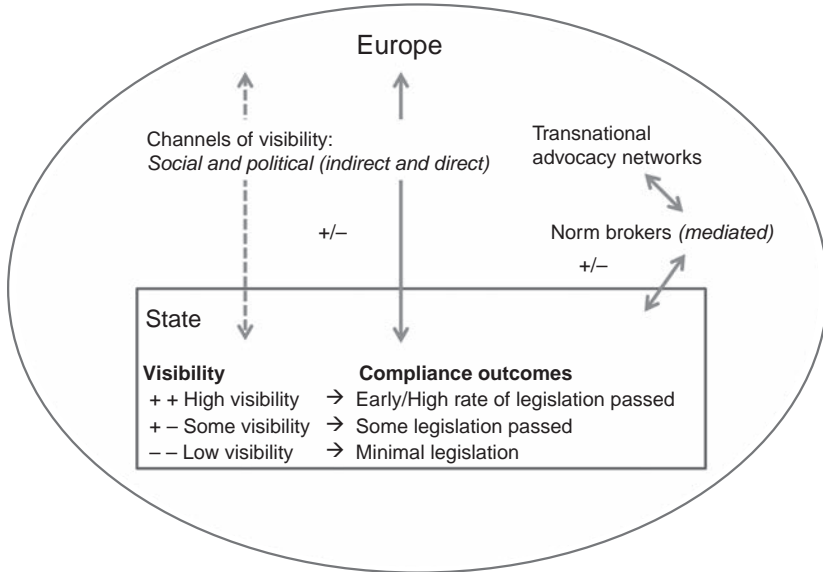 Europe
Channels of visibility:
Social and political (indirect and direct)
Transnational
advocacy networks
+/–
Norm brokers (mediated)
+/–
State
Visibility Compliance outcomes
+ + High visibility → Early/High rate of legislation passed
+ – Some visibility → Some legislation passed
– – Low visibility → Minimal legislation